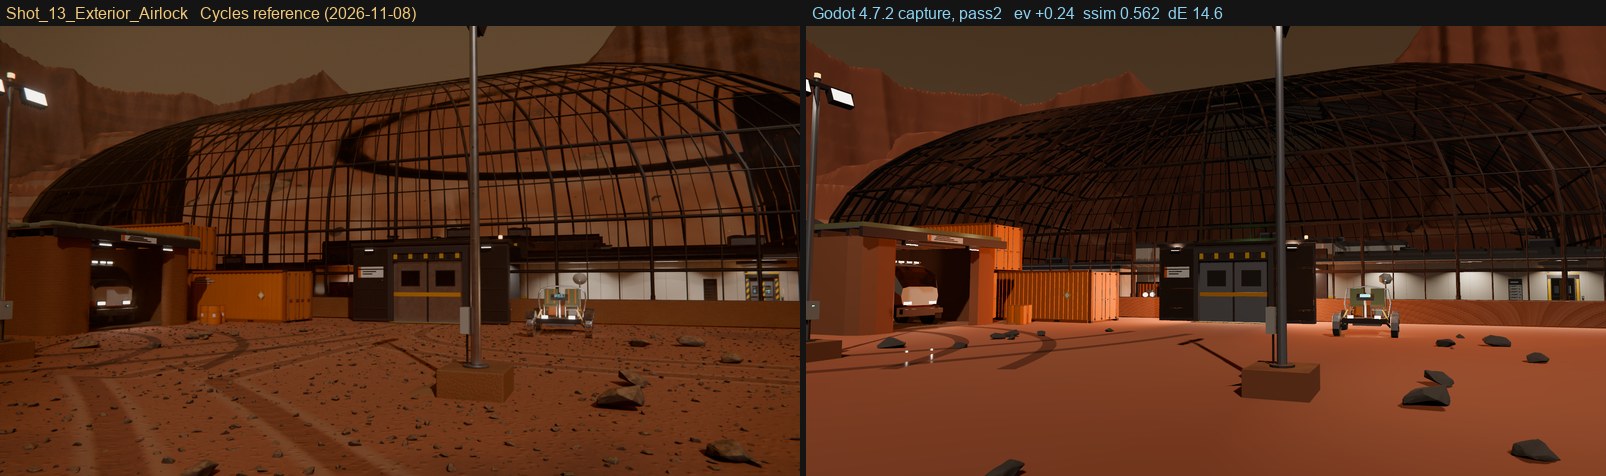 Shot_13_Exterior_Airlock Cycles reference (2026-11-08)
Godot 4.7.2 capture, pass2 ev +0.24 ssim 0.562 dE 14.6